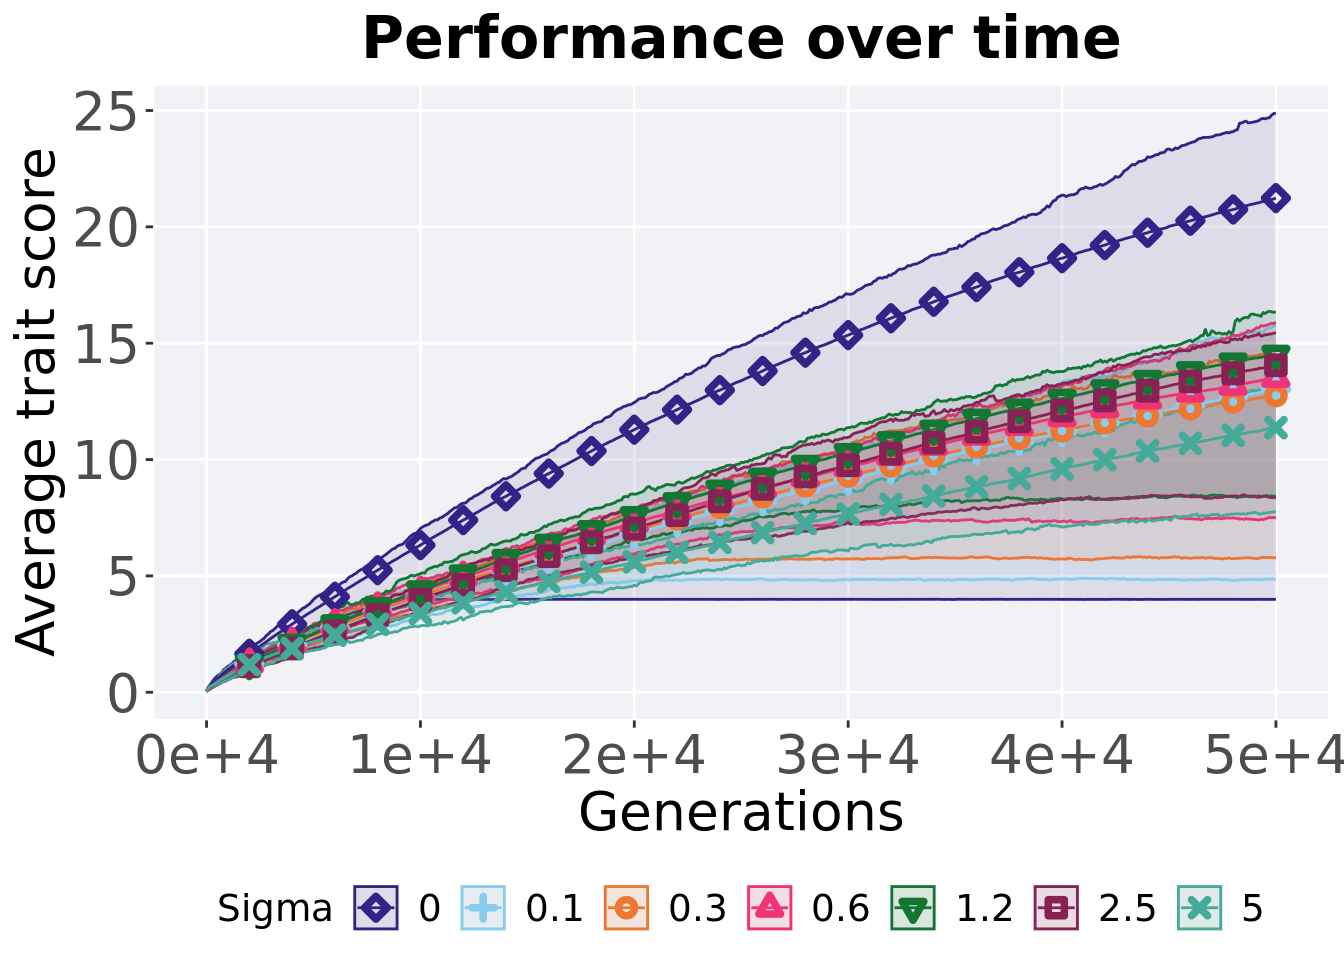 Performance over time
Average trait score
25
20
15
10
5
0
0e+4 1e+4 2e+4 3e+4 4e+4 5e+4
Generations
Sigma 0 0.1 0.3 0.6 1.2 2.5 5